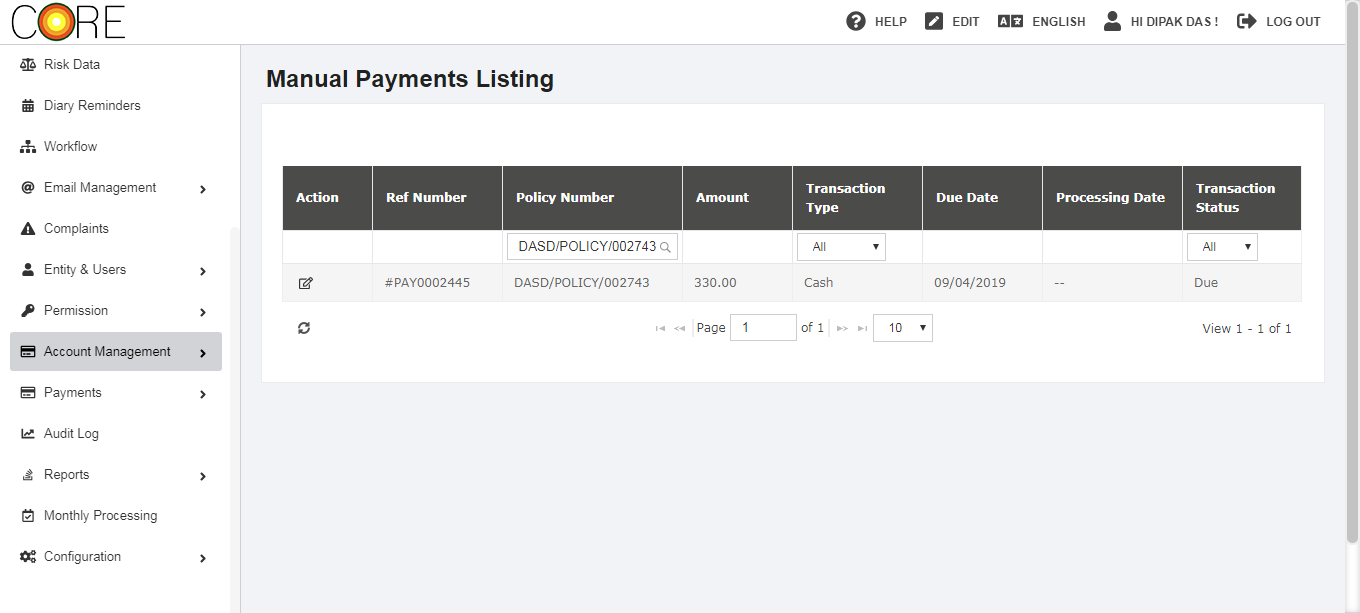 CORE
HELP EDIT ENGLISH HI DIPAK DAS ! LOG OUT
Risk Data
Diary Reminders
Workflow
Email Management
Complaints
Entity & Users
Permission
Account Management
Payments
Audit Log
Reports
Monthly Processing
Configuration
Manual Payments Listing
Action Ref Number Policy Number Amount Transaction Type Due Date Processing Date Transaction Status
DASD/POLICY/002743 All All
#PAY0002445 DASD/POLICY/002743 330.00 Cash 09/04/2019 -- Due
Page 1 of 1 10 View 1 - 1 of 1